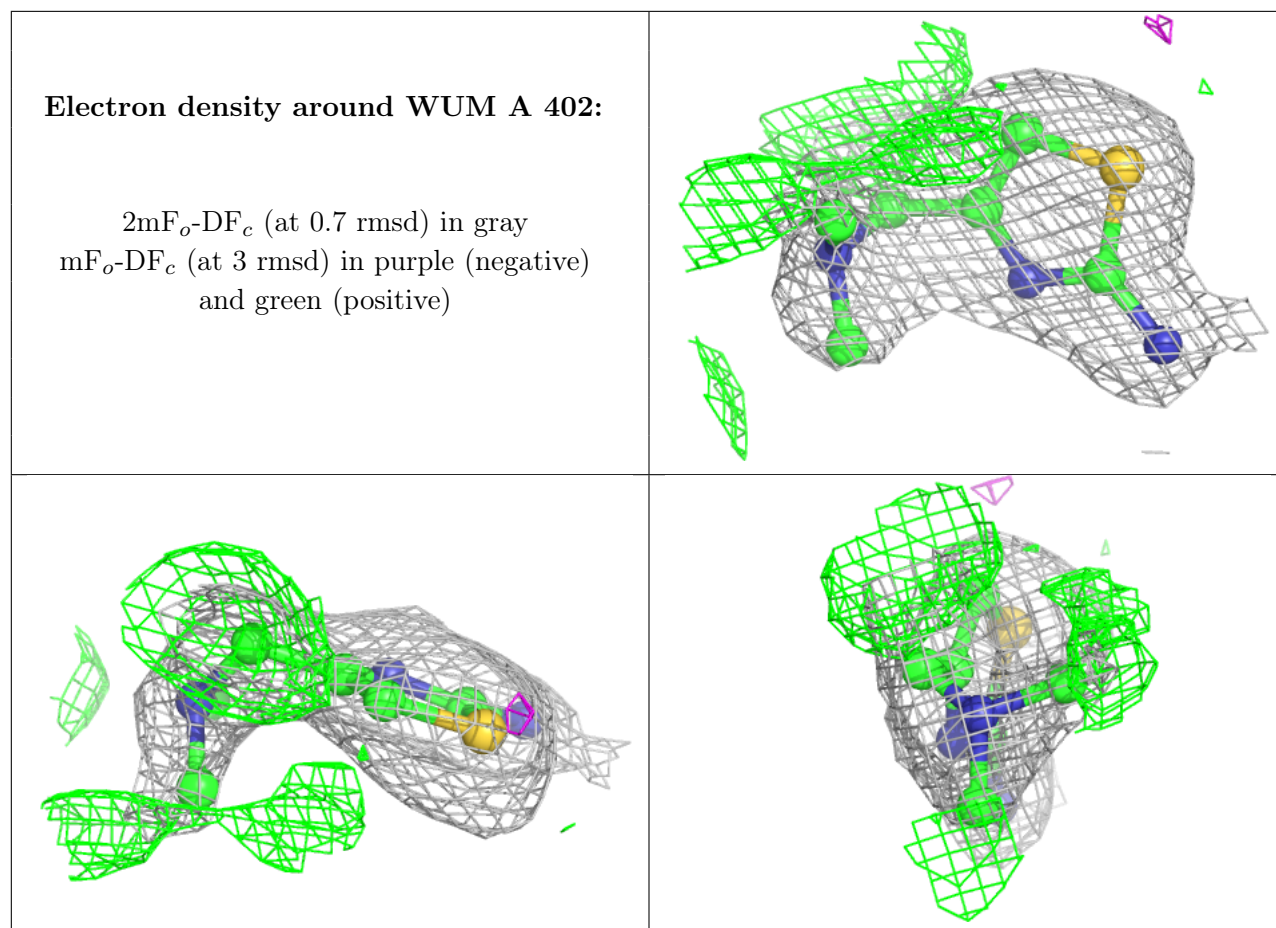 Electron density around WUM A 402:
2mFo-DFc (at 0.7 rmsd) in gray
mFo-DFc (at 3 rmsd) in purple (negative)
and green (positive)